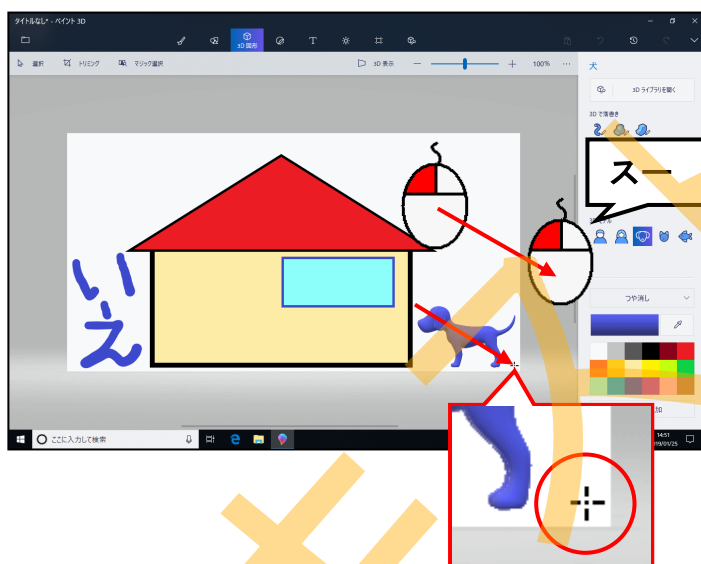 タイトルなし* - ペイント 3D
3D 図形
選択
トリミング
マジック選択
3D 表示
100%
犬
3D ライブラリを開く
3D で落書き
スー
つや消し
いえ
ここに入力して検索
14:51